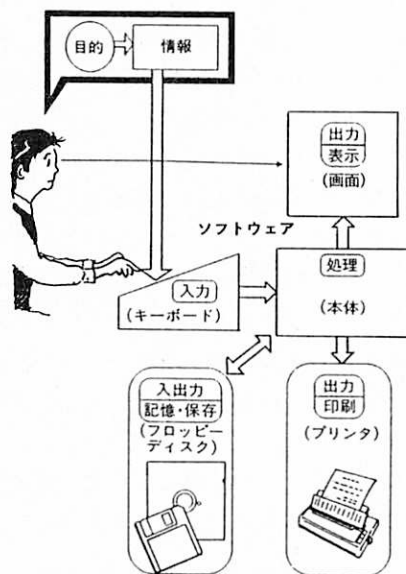 目的
情報
出力
表示
(画面)
ソフトウェア
入力
(キーボード)
処理
(本体)
入出力
記憶・保存
(フロッピー
ディスク)
出力
印刷
(プリンタ)